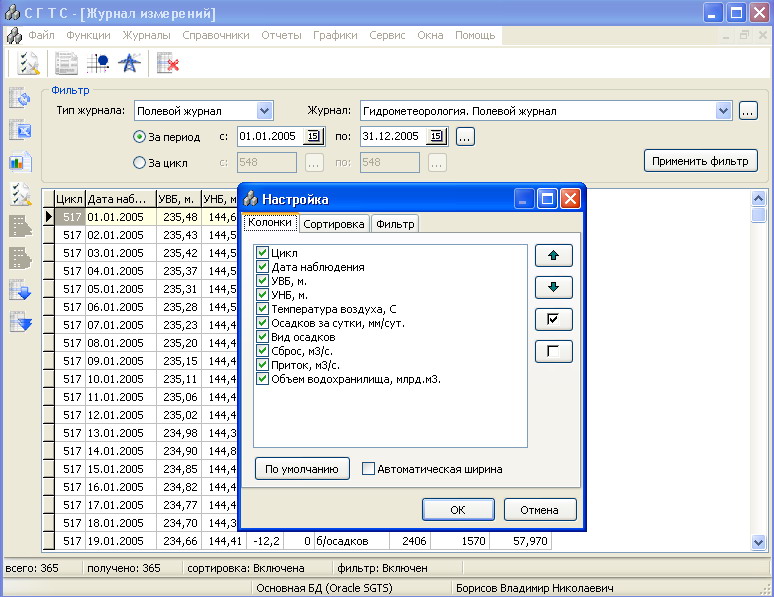 С Г Т С - [Журнал измерений]
Файл Функции Журналы Справочники Отчеты Графики Сервис Окна Помощь
Фильтр
Тип журнала: Полевой журнал Журнал: Гидрометеорология. Полевой журнал ...
За период с: 01.01.2005 15 по: 31.12.2005 15 ...
За цикл с: 548 ... по: 548 ... Применить фильтр
Цикл Дата наб... УВБ, м. УНБ, м
517 01.01.2005 235,48 144,6
517 02.01.2005 235,43 144,5
517 03.01.2005 235,42 144,5
517 04.01.2005 235,37 144,5
517 05.01.2005 235,31 144,5
517 06.01.2005 235,28 144,5
517 07.01.2005 235,23 144,4
517 08.01.2005 235,20 144,4
517 09.01.2005 235,15 144,4
517 10.01.2005 235,11 144,4
517 11.01.2005 235,06 144,4
517 12.01.2005 235,02 144,4
517 13.01.2005 234,98 144,3
517 14.01.2005 234,90 144,8
517 15.01.2005 234,85 144,4
517 16.01.2005 234,82 144,4
517 17.01.2005 234,77 144,4
517 18.01.2005 234,70 144,3
517 19.01.2005 234,66 144,41 -12,2 0 б/осадков 2406 1570 57,970
Настройка
Колонки Сортировка Фильтр
Цикл
Дата наблюдения
УВБ, м.
УНБ, м.
Температура воздуха, С
Осадков за сутки, мм/сут.
Вид осадков
Сброс, м3/с.
Приток, м3/с.
Объем водохранилища, млрд.м3.
По умолчанию Автоматическая ширина
ОК Отмена
всего: 365 получено: 365 сортировка: Включена фильтр: Включен
Основная БД (Oracle SGTS) Борисов Владимир Николаевич